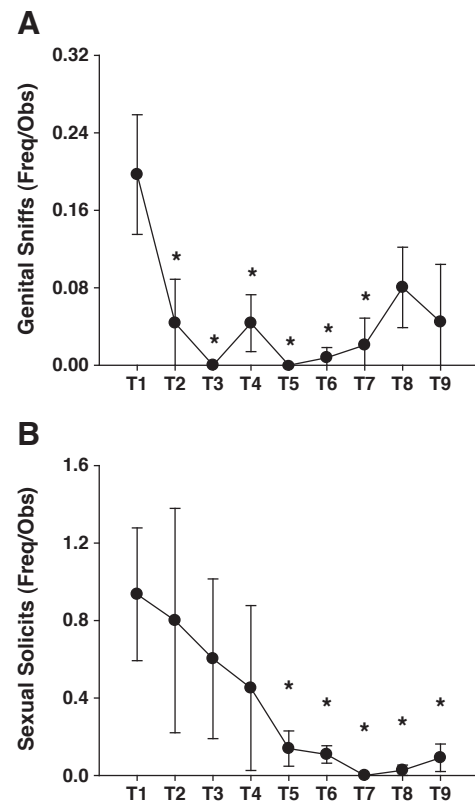 A
Genital Sniffs (Freq/Obs)
0.32
0.24
0.16
0.08
0.00
* * * * * *
T1 T2 T3 T4 T5 T6 T7 T8 T9
B
Sexual Solicits (Freq/Obs)
1.6
1.2
0.8
0.4
0.0
* * * * *
T1 T2 T3 T4 T5 T6 T7 T8 T9